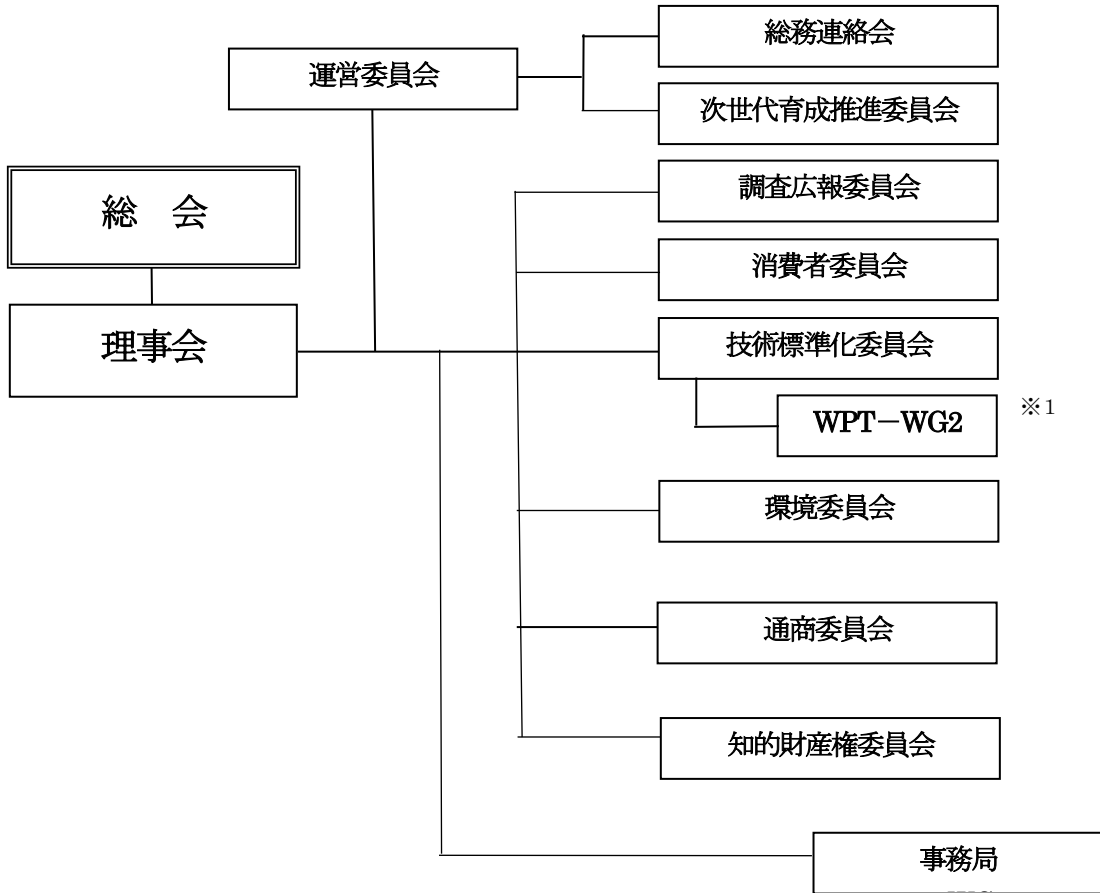 総務連絡会
運営委員会
次世代育成推進委員会
調査広報委員会
総　会
消費者委員会
理事会
技術標準化委員会
WPT－WG2
※1
環境委員会
通商委員会
知的財産権委員会
事務局